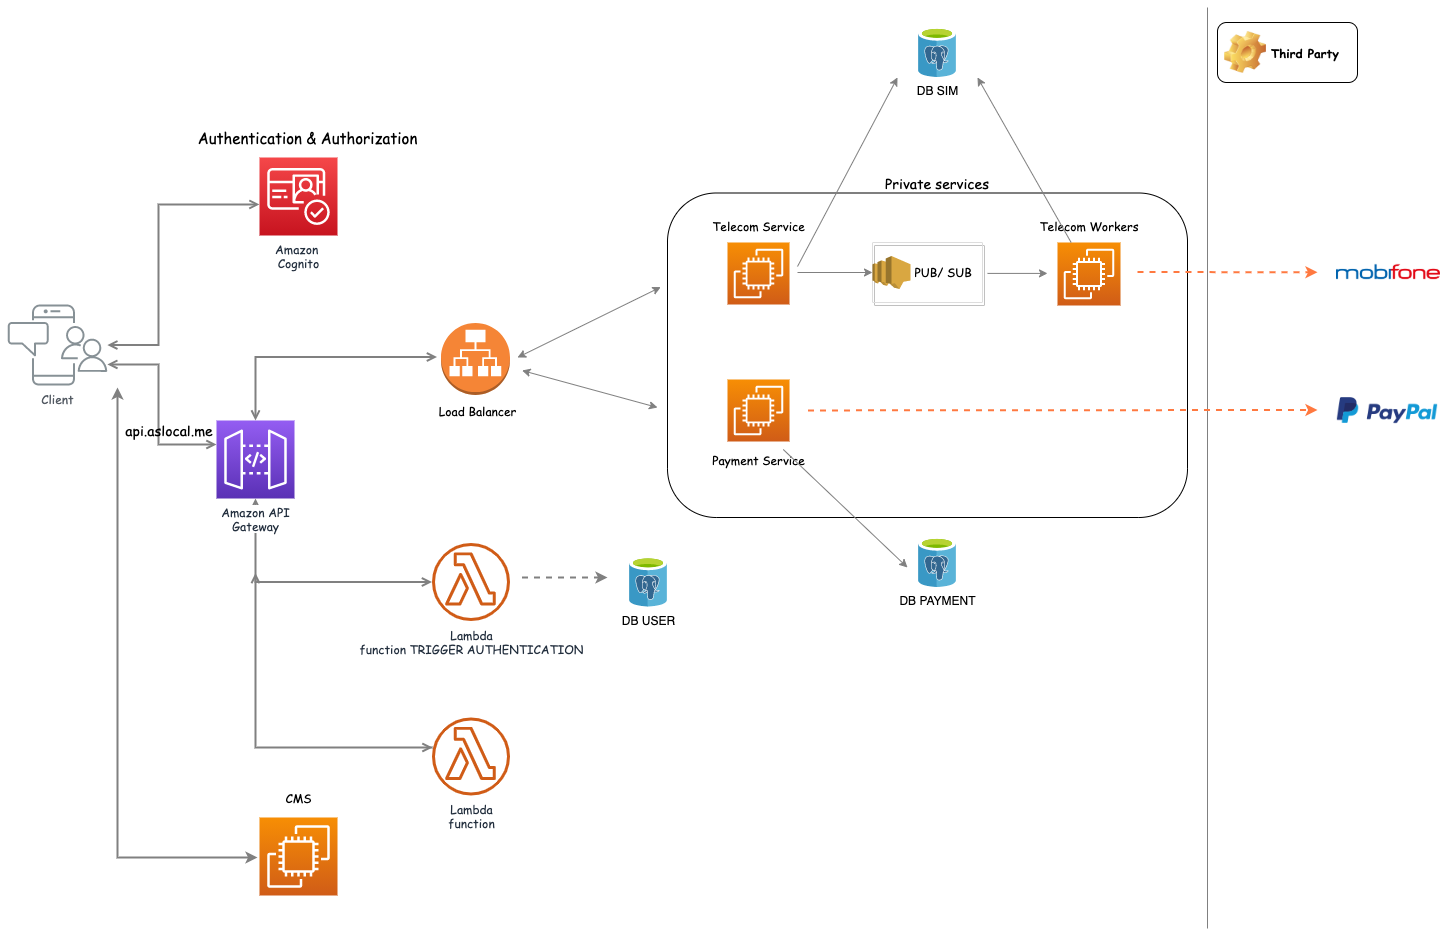 DB SIM
Third Party
Authentication & Authorization
Amazon
Cognito
Private services
Telecom Service
PUB/ SUB
Telecom Workers
mobifone
Client
Load Balancer
api.aslocal.me
PayPal
Payment Service
Amazon API
Gateway
DB PAYMENT
DB USER
Lambda
function TRIGGER AUTHENTICATION
CMS
Lambda
function